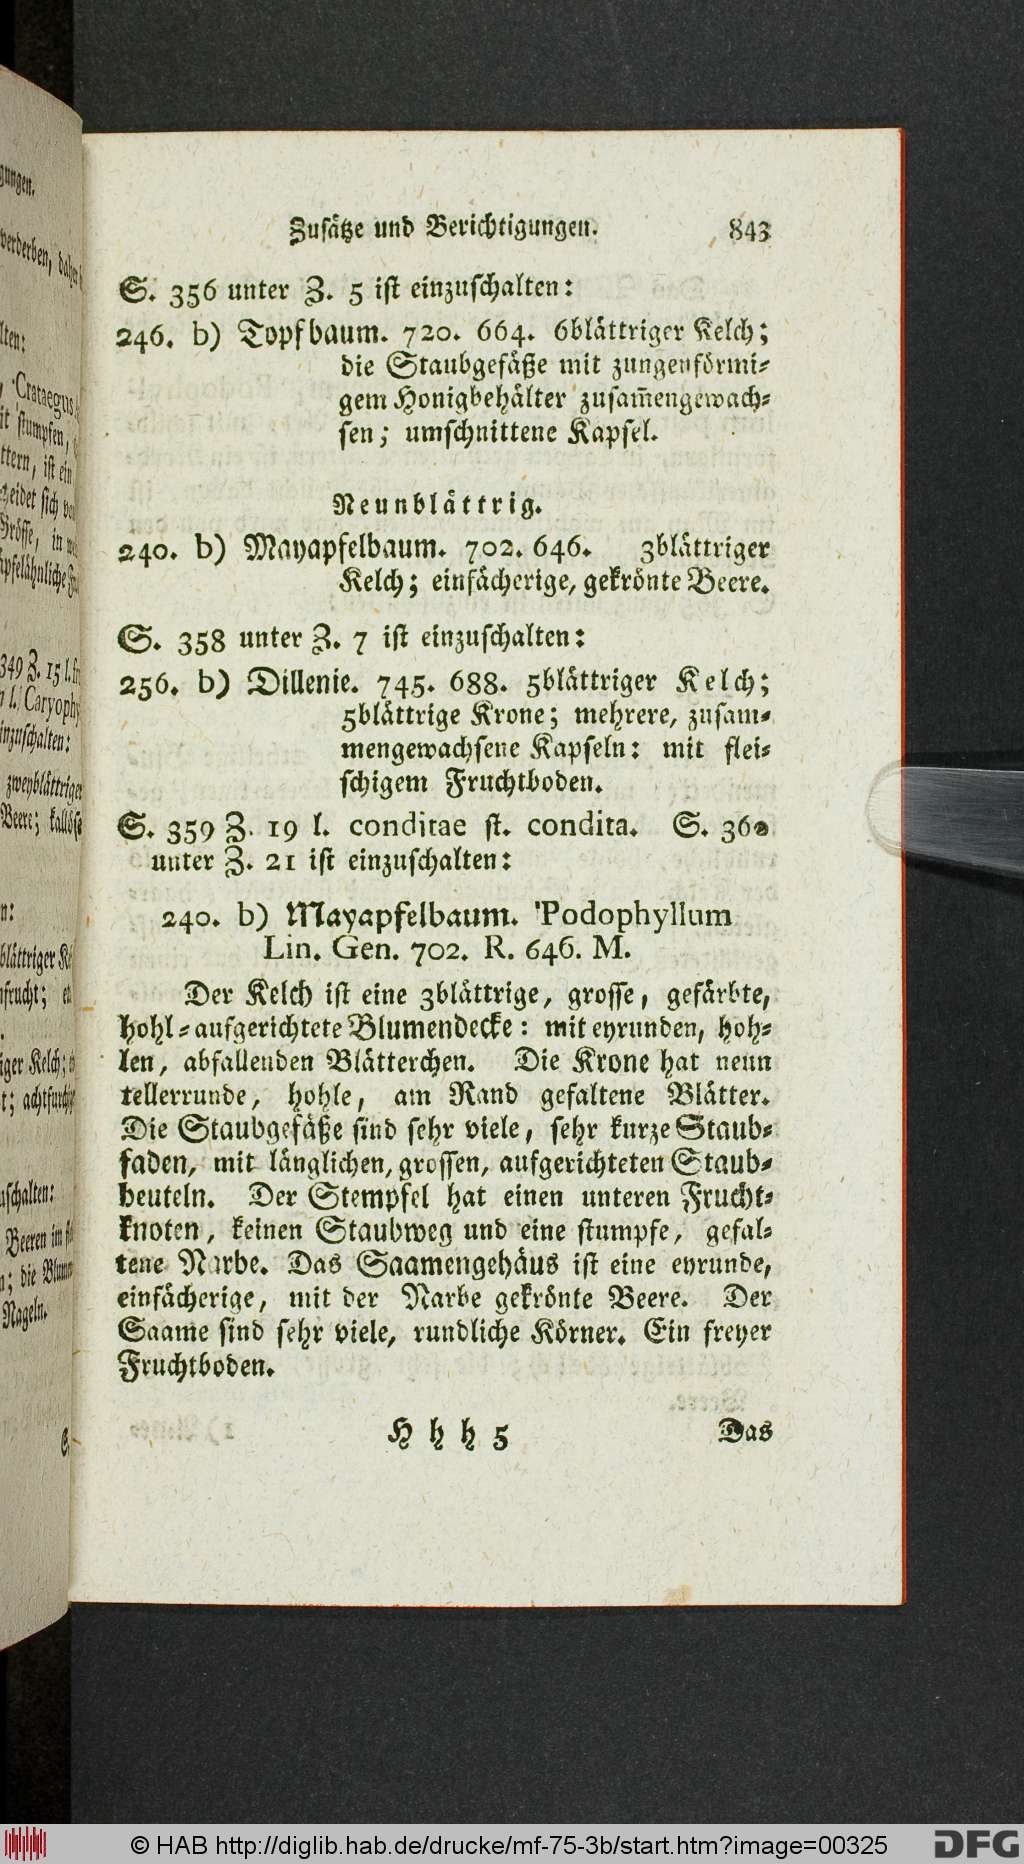 Zusätze und Berichtigungen. 843
S. 356 unter Z. 5 ist einzuschalten:
246. b) Topfbaum. 720. 664. 6blättriger Kelch;
die Staubgefäße mit zungenförmi-
gem Honigbehälter zusam̅engewach-
sen; umschnittene Kapsel.
Neunblättrig.
240. b) Mayapfelbaum. 702. 646. 3blättriger
Kelch; einfächerige, gekrönte Beere.
S. 358 unter Z. 7 ist einzuschalten:
256. b) Dillenie. 745. 688. 5blättriger Kelch;
5blättrige Krone; mehrere, zusam-
mengewachsene Kapseln: mit flei-
schigem Fruchtboden.
S. 359 Z. 19 l. conditae st. condita. S. 360
unter Z. 21 ist einzuschalten:
240. b) Mayapfelbaum. Podophyllum
Lin. Gen. 702. R. 646. M.
Der Kelch ist eine 3blättrige, grosse, gefärbte,
hohl-aufgerichtete Blumendecke: mit eyrunden, hoh-
len, abfallenden Blätterchen. Die Krone hat neun
tellerrunde, hohle, am Rand gefaltene Blätter.
Die Staubgefäße sind sehr viele, sehr kurze Staub-
faden, mit länglichen, grossen, aufgerichteten Staub-
beuteln. Der Stempfel hat einen unteren Frucht-
knoten, keinen Staubweg und eine stumpfe, gefal-
tene Narbe. Das Saamengehäus ist eine eyrunde,
einfächerige, mit der Narbe gekrönte Beere. Der
Saame sind sehr viele, rundliche Körner. Ein freyer
Fruchtboden.
H h h 5 Das
© HAB http://diglib.hab.de/drucke/mf-75-3b/start.htm?image=00325
DFG